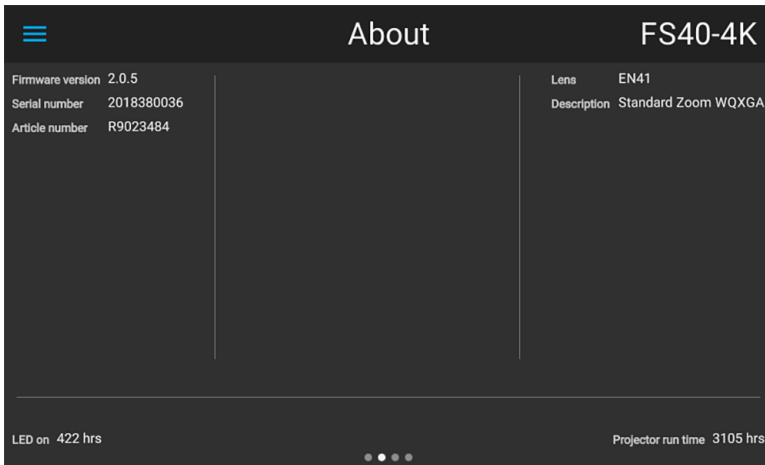 About
FS40-4K
Firmware version 2.0.5
Serial number 2018380036
Article number R9023484
Lens EN41
Description Standard Zoom WQXGA
LED on 422 hrs
Projector run time 3105 hrs